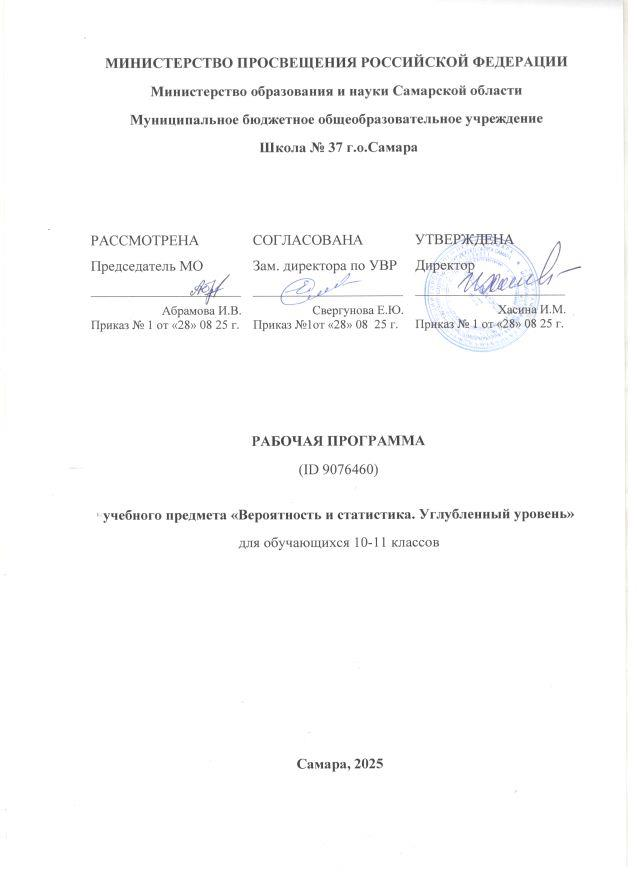 МИНИСТЕРСТВО ПРОСВЕЩЕНИЯ РОССИЙСКОЙ ФЕДЕРАЦИИ
Министерство образования и науки Самарской области
Муниципальное бюджетное общеобразовательное учреждение
Школа № 37 г.о.Самара
РАССМОТРЕНА СОГЛАСОВАНА УТВЕРЖДЕНА
Председатель МО Зам. директора по УВР Директор
Абрамова И.В. Свергунова Е.Ю. Хасина И.М.
Приказ № 1 от «28» 08 25 г. Приказ №1от «28» 08 25 г. Приказ № 1 от «28» 08 25 г.
РАБОЧАЯ ПРОГРАММА
(ID 9076460)
учебного предмета «Вероятность и статистика. Углубленный уровень»
для обучающихся 10-11 классов
Самара, 2025